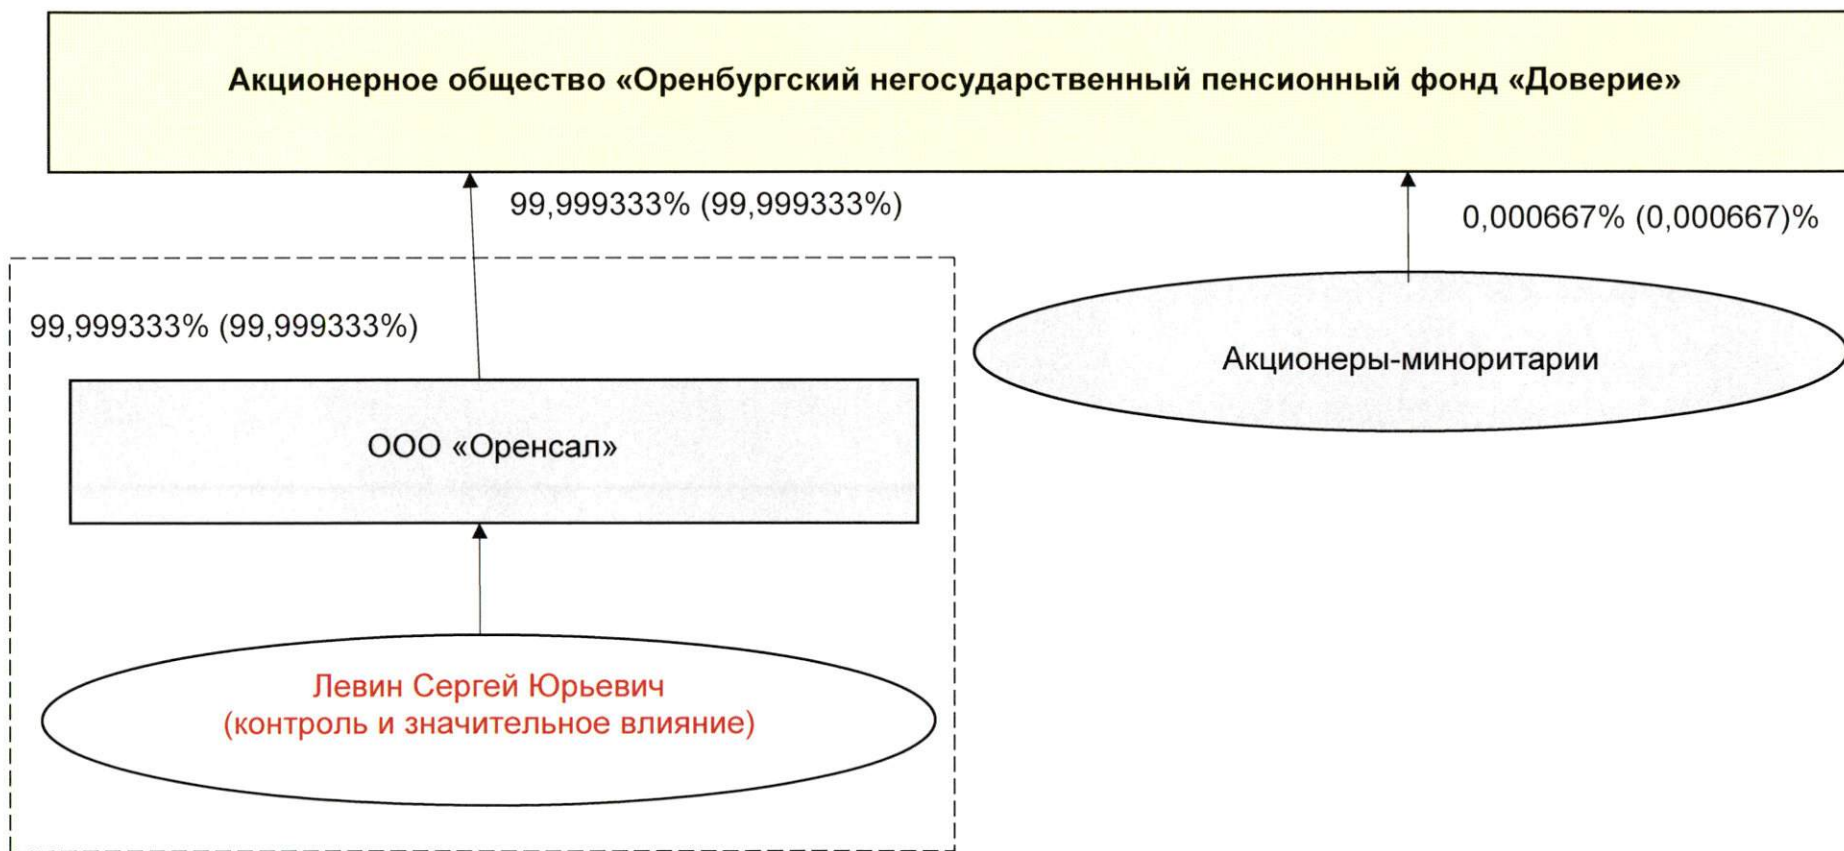 Акционерное общество «Оренбургский негосударственный пенсионный фонд «Доверие»
99,999333% (99,999333%)
0,000667% (0,000667)%
99,999333% (99,999333%)
Акционеры-миноритарии
ООО «Оренсал»
Левин Сергей Юрьевич
(контроль и значительное влияние)